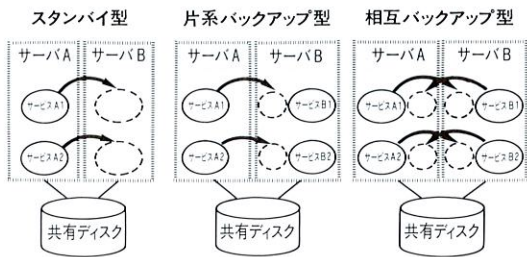 スタンバイ型
サーバA
サーバB
サービスA1
サービスA2
共有ディスク
片系バックアップ型
サーバA
サーバB
サービスA1
サービスB1
サービスA2
サービスB2
共有ディスク
相互バックアップ型
サーバA
サーバB
サービスA1
サービスB1
サービスA2
サービスB2
共有ディスク